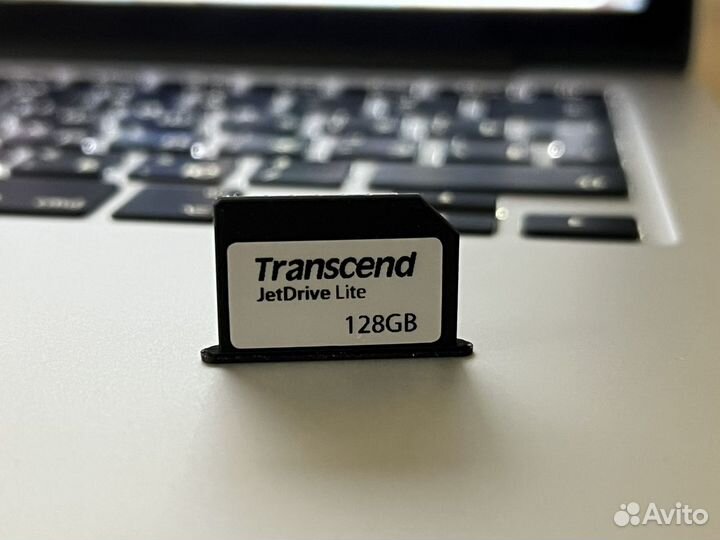 Transcend
JetDrive Lite
128GB
Avito